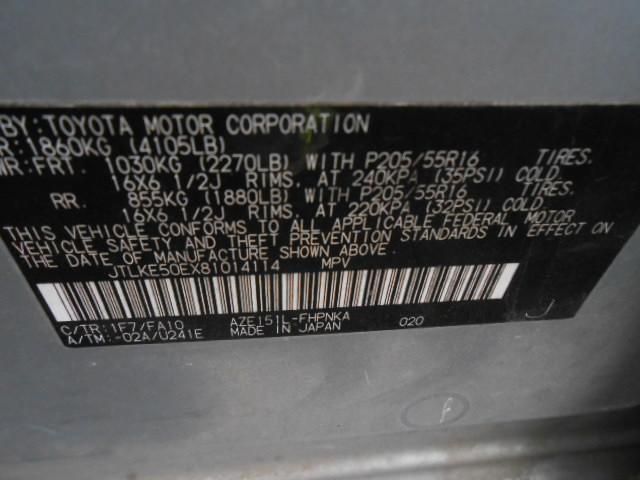 BY: TOYOTA MOTOR CORPORATION
R: 1860KG (4105LB)
WR: FRT. 1030KG (2270LB) WITH P205/55R16 TIRES.
16X6 1/2J RIMS. AT 240KPA (35PSI) COLD.
RR. 855KG (1880LB) WITH P205/55R16 TIRES.
16X6 1/2J RIMS. AT 220KPA (32PSI) COLD.
THIS VEHICLE CONFORMS TO ALL APPLICABLE FEDERAL MOTOR
VEHICLE SAFETY AND THEFT PREVENTION STANDARDS IN EFFECT ON
THE DATE OF MANUFACTURE SHOWN ABOVE.
JTLKE50EX81014114 MPV
C/TR: 1F7/FA10 AZE151L-FHPNKA 020 J
A/TM: -02A/U241E MADE IN JAPAN